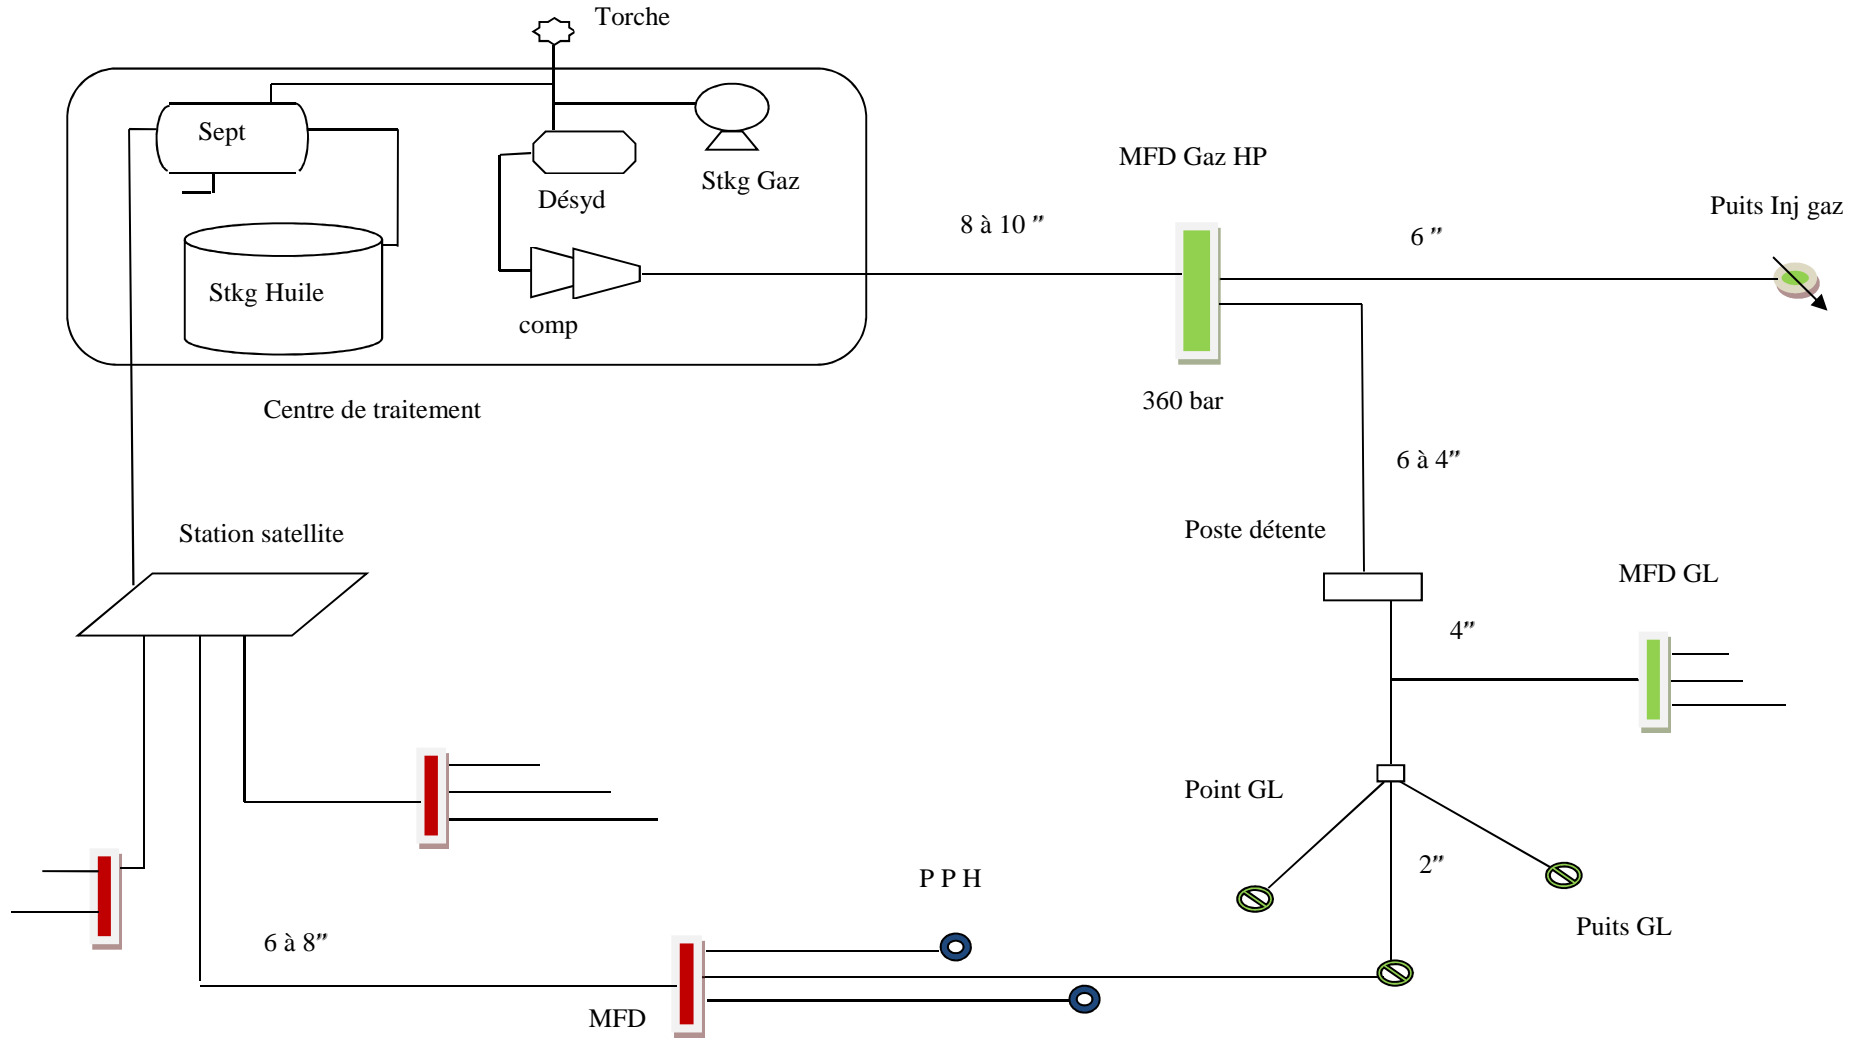 Torche
Sept
MFD Gaz HP
Stkg Gaz
Désyd
Puits Inj gaz
8 à 10 ″
6 ″
Stkg Huile
comp
360 bar
Centre de traitement
6 à 4″
Station satellite
Poste détente
MFD GL
4″
Point GL
2″
P P H
Puits GL
6 à 8″
MFD